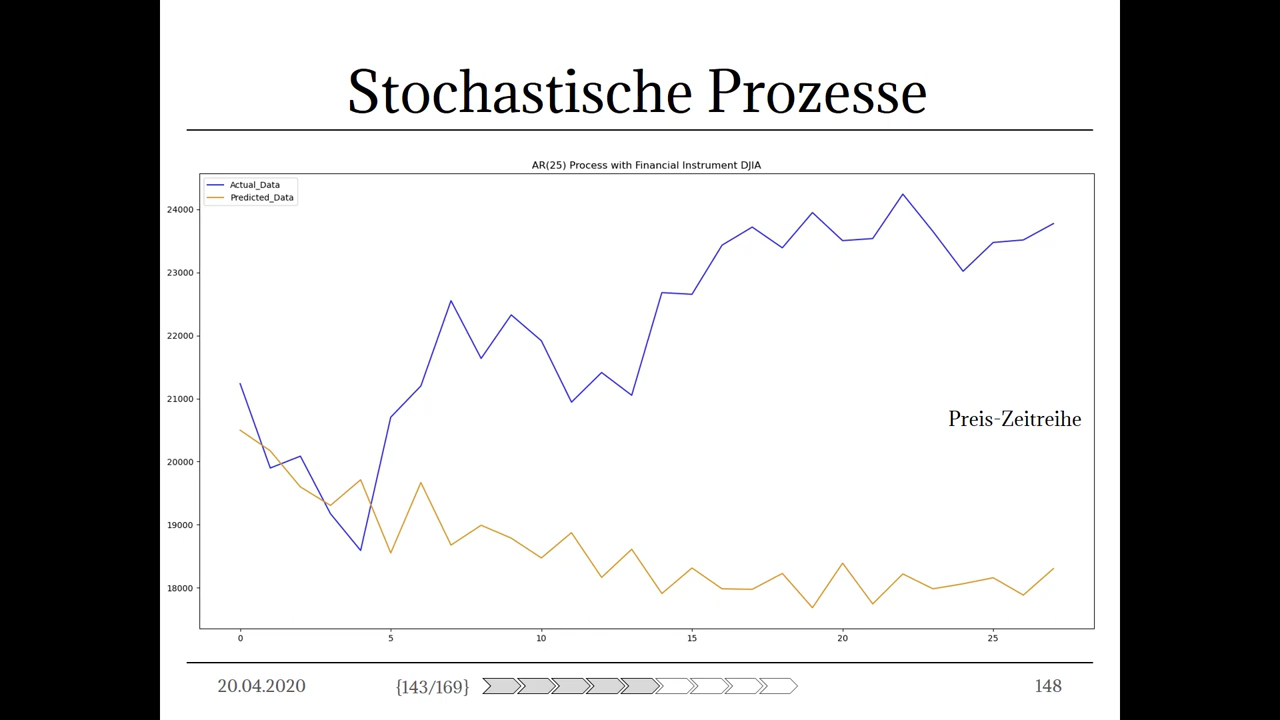 Stochastische Prozesse
AR(25) Process with Financial Instrument DJIA
Actual_Data
Predicted_Data
24000
23000
22000
21000
20000
19000
18000
Preis-Zeitreihe
0 5 10 15 20 25
20.04.2020 {143/169} 148